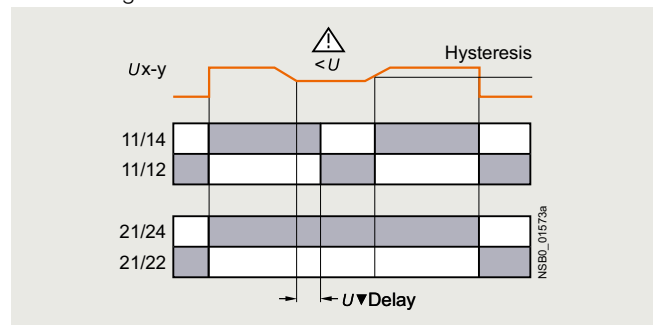 < U
Hysteresis
Ux-y
11/14
11/12
21/24
21/22
NSB0_01573a
U▼Delay